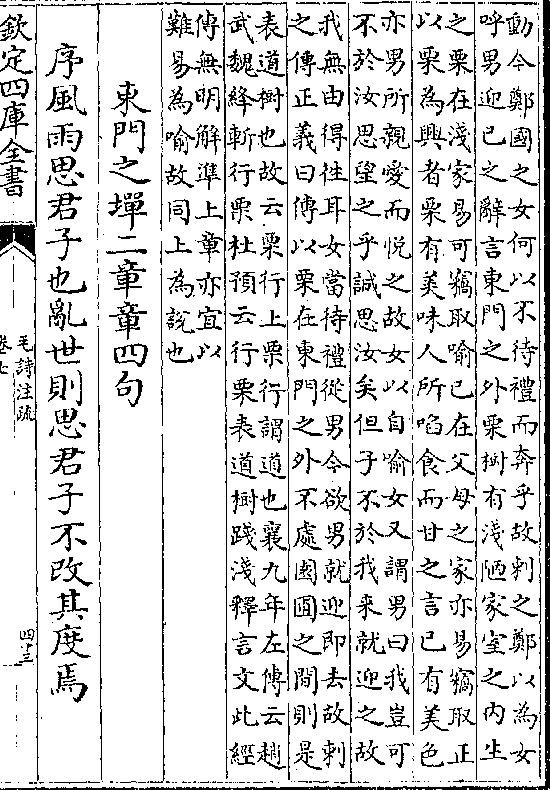 動今鄭國之女何以不待禮而奔乎故刺之鄭以為女
呼男迎已之辭言東門之外栗樹有淺陋家室之内生
之栗在淺家易可竊取喻已在父母之家亦易竊取正
以栗為興者栗有美味人所啗食而甘之言已有美色
亦男所親愛而悦之故女以自喻女又謂男曰我豈可
不於汝思望之乎誠思汝矣但子不於我来就迎之故
我無由得往耳女當待禮從男今欲男就迎即去故刺
之傳正義曰傳以栗在東門之外不處園圃之間則是
表道樹也故云栗行上栗行謂道也襄九年左傳云趙
武魏絳斬行栗杜預云行栗表道樹踐淺釋言文此經
傳無明解準上章亦宜以
難易為喻故同上為說也
東門之墠二章章四句
序風雨思君子也亂世則思君子不改其度焉
欽定四庫全書
毛詩注疏
卷七
四十三